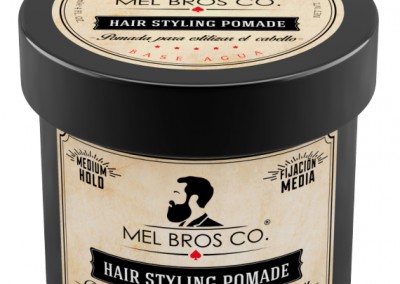 MEL BROS CO.
HAIR STYLING POMADE
Pomada para estilizar el cabello
BASE AGUA
MEDIUM
HOLD
FIJACIÓN
MEDIA
MEL BROS CO.®
HAIR STYLING POMADE